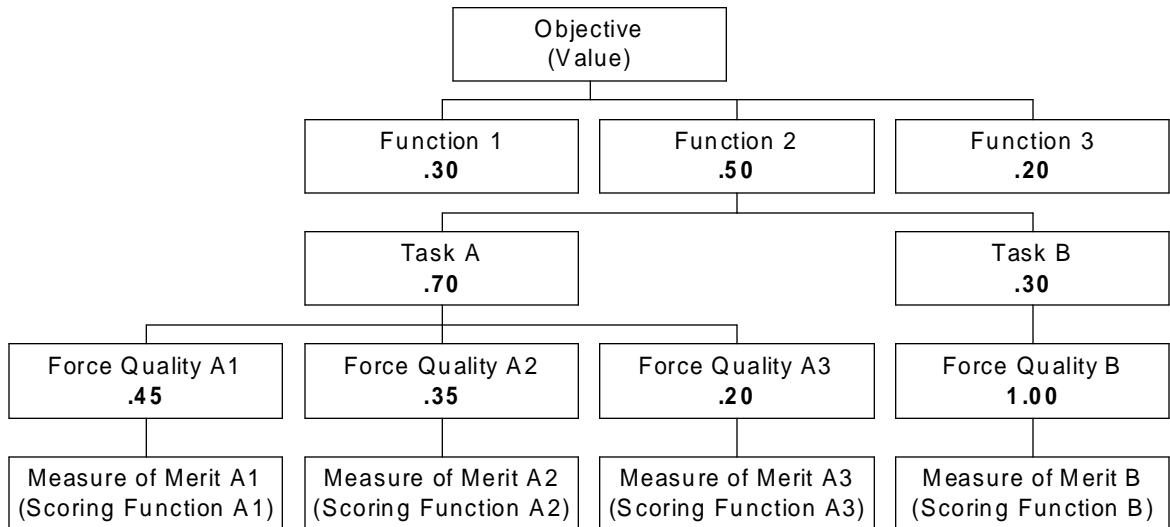 Objective
(Value)
Function 1
.30
Function 2
.50
Function 3
.20
Task A
.70
Task B
.30
Force Quality A1
.45
Force Quality A2
.35
Force Quality A3
.20
Force Quality B
1.00
Measure of Merit A1
(Scoring Function A1)
Measure of Merit A2
(Scoring Function A2)
Measure of Merit A3
(Scoring Function A3)
Measure of Merit B
(Scoring Function B)